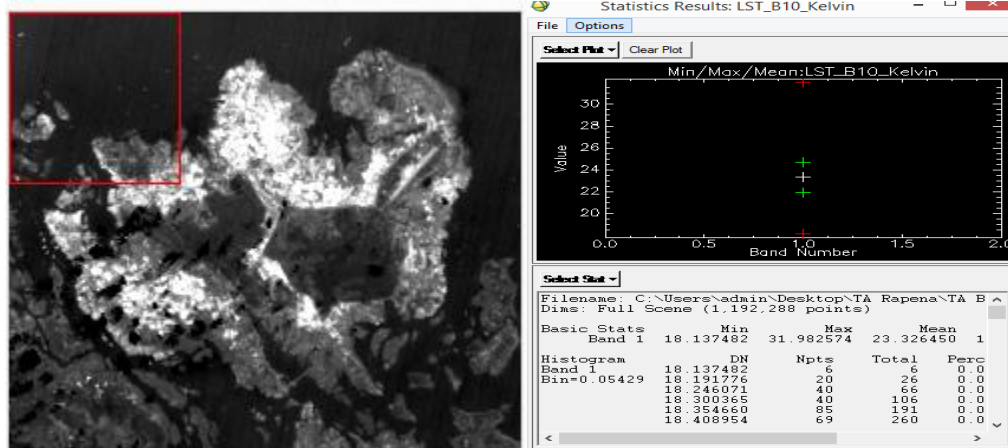 Statistics Results: LST_B10_Kelvin
File Options
Select Plot Clear Plot
Min/Max/Mean:LST_B10_Kelvin
Value
30
28
26
24
22
20
0.0 0.5 1.0 1.5 2.0
Band Number
Select Stat
Filename: C:\Users\admin\Desktop\TA Rapena\TA B
Dims: Full Scene (1,192,288 points)
Basic Stats Min Max Mean
Band 1 18.137482 31.982574 23.326450 1
Histogram DN Npts Total Perc
Band 1 18.137482 6 6 0.0
Bin=0.05429 18.191776 20 26 0.0
18.246071 40 66 0.0
18.300365 40 106 0.0
18.354660 85 191 0.0
18.408954 69 260 0.0